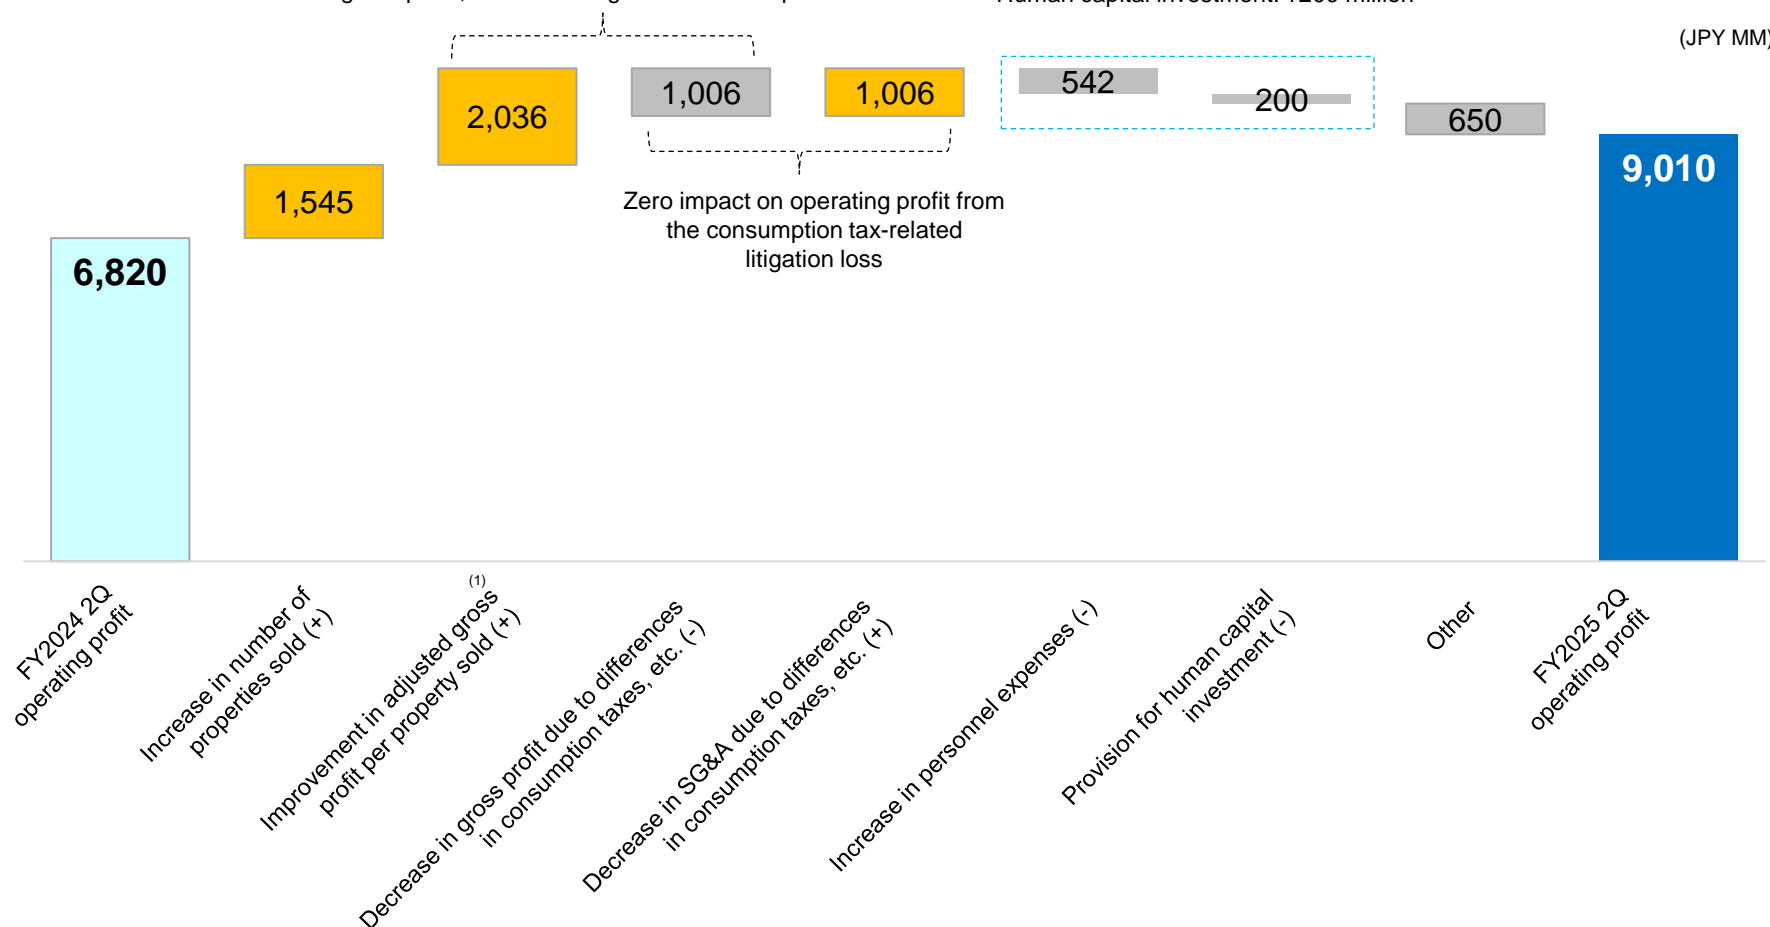 (JPY MM)
2,036
1,006
1,006
542
200
650
1,545
9,010
6,820
Zero impact on operating profit from
the consumption tax-related
litigation loss
FY2024 2Q
operating profit
Increase in number of
properties sold (+)
(1)
Improvement in adjusted gross
profit per property sold (+)
Decrease in gross profit due to differences
in consumption taxes, etc. (-)
Decrease in SG&A due to differences
in consumption taxes, etc. (+)
Increase in personnel expenses (-)
Provision for human capital
investment (-)
Other
FY2025 2Q
operating profit